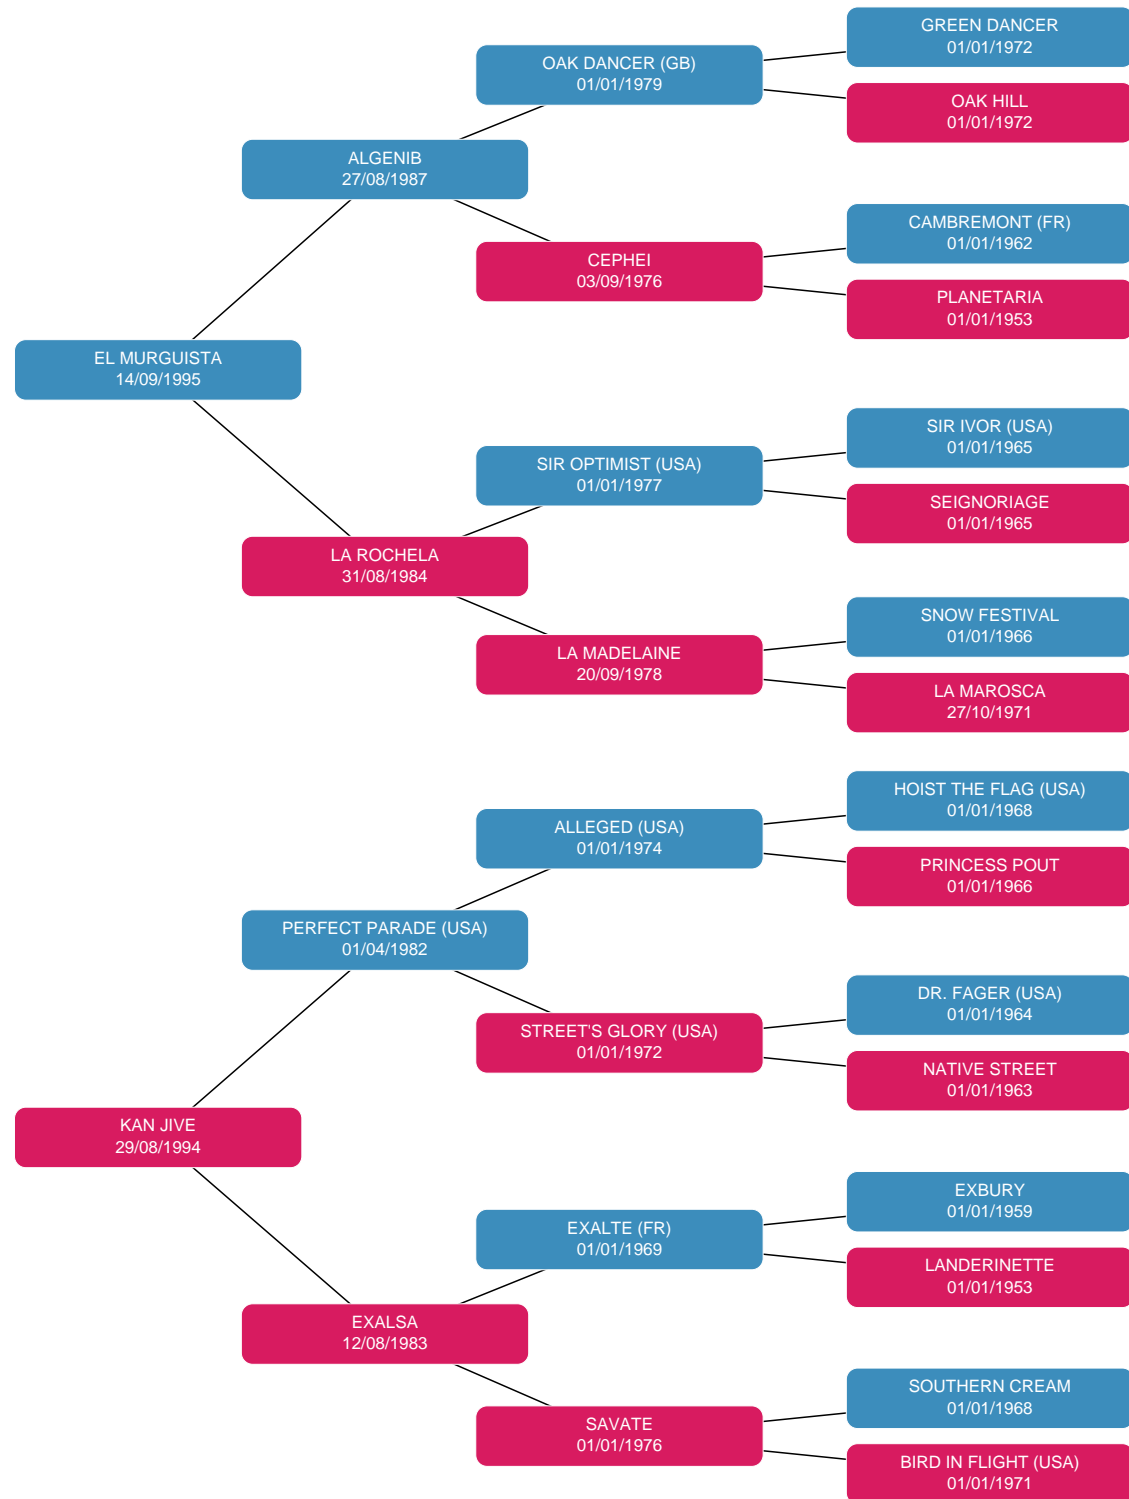 GREEN DANCER
01/01/1972
OAK DANCER (GB)
01/01/1979
OAK HILL
01/01/1972
ALGENIB
27/08/1987
CAMBREMONT (FR)
01/01/1962
CEPHEI
03/09/1976
PLANETARIA
01/01/1953
EL MURGUISTA
14/09/1995
SIR IVOR (USA)
01/01/1965
SIR OPTIMIST (USA)
01/01/1977
SEIGNORIAGE
01/01/1965
LA ROCHELA
31/08/1984
SNOW FESTIVAL
01/01/1966
LA MADELAINE
20/09/1978
LA MAROSCA
27/10/1971
HOIST THE FLAG (USA)
01/01/1968
ALLEGED (USA)
01/01/1974
PRINCESS POUT
01/01/1966
PERFECT PARADE (USA)
01/04/1982
DR. FAGER (USA)
01/01/1964
STREET'S GLORY (USA)
01/01/1972
NATIVE STREET
01/01/1963
KAN JIVE
29/08/1994
EXBURY
01/01/1959
EXALTE (FR)
01/01/1969
LANDERINETTE
01/01/1953
EXALSA
12/08/1983
SOUTHERN CREAM
01/01/1968
SAVATE
01/01/1976
BIRD IN FLIGHT (USA)
01/01/1971